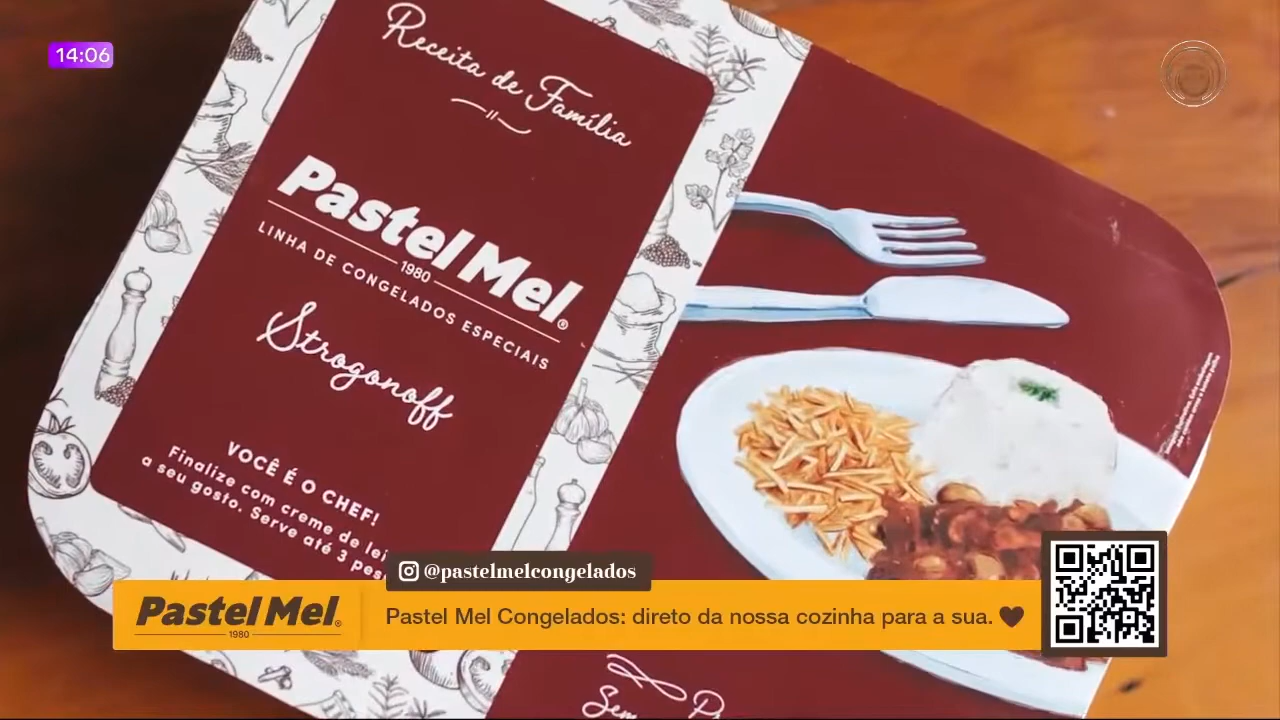 14:06
Receita de Família
Pastel Mel®
1980
LINHA DE CONGELADOS ESPECIAIS
Strogonoff
VOCÊ É O CHEF!
Finalize com creme de
a seu gosto. Serve até 3
@pastelmelcongelados
Pastel Mel®
1980
Pastel Mel Congelados: direto da nossa cozinha para a sua.